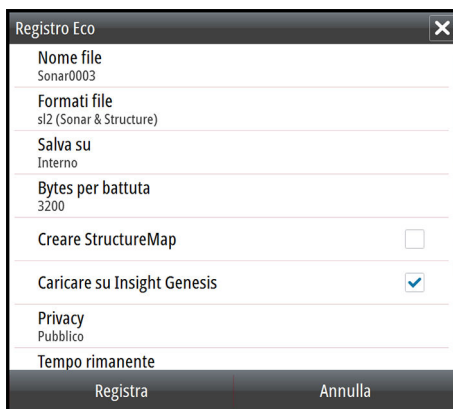 Registro Eco
Nome file
Sonar0003
Formati file
sl2 (Sonar & Structure)
Salva su
Interno
Bytes per battuta
3200
Creare StructureMap
Caricare su Insight Genesis
Privacy
Pubblico
Tempo rimanente
Registra
Annulla